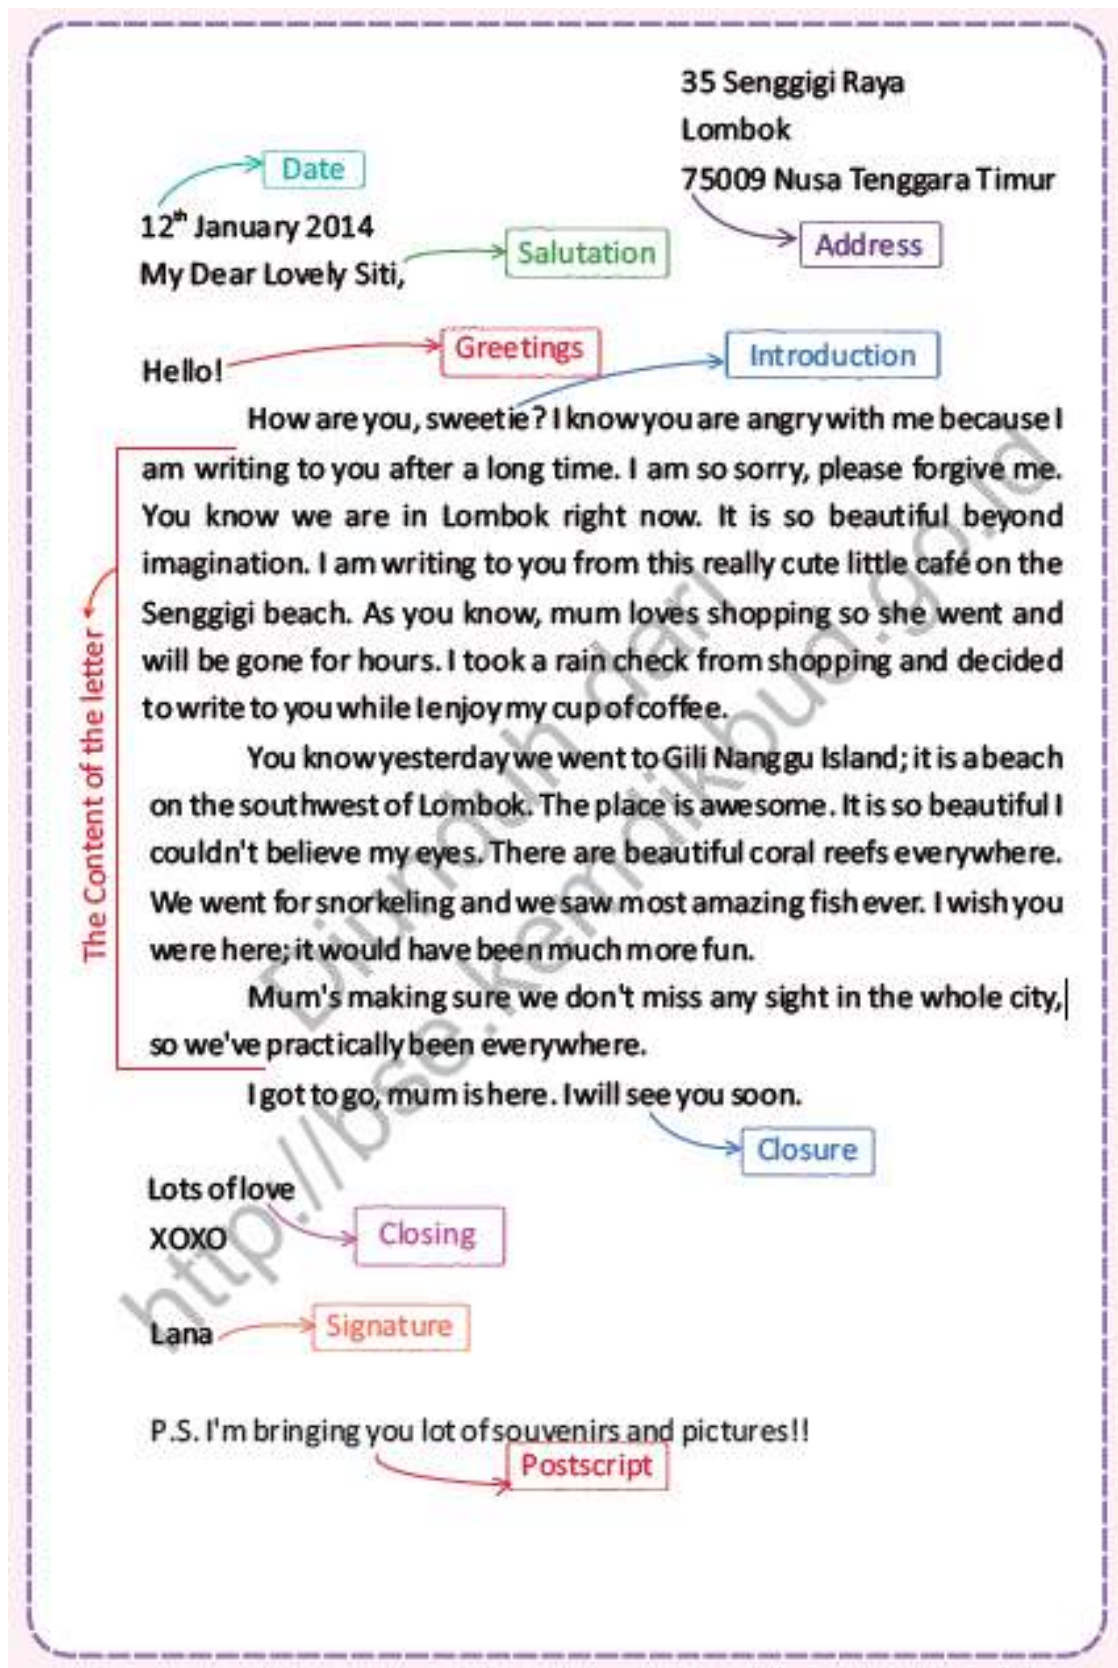 35 Senggigi Raya
Lombok
75009 Nusa Tenggara Timur
Address
Date
12th January 2014
My Dear Lovely Siti,
Salutation
Hello!
Greetings
Introduction
How are you, sweetie? I know you are angry with me because I
am writing to you after a long time. I am so sorry, please forgive me.
You know we are in Lombok right now. It is so beautiful beyond
imagination. I am writing to you from this really cute little café on the
Senggigi beach. As you know, mum loves shopping so she went and
will be gone for hours. I took a rain check from shopping and decided
to write to you while I enjoy my cup of coffee.
You know yesterday we went to Gili Nanggu Island; it is a beach
on the southwest of Lombok. The place is awesome. It is so beautiful I
couldn't believe my eyes. There are beautiful coral reefs everywhere.
We went for snorkeling and we saw most amazing fish ever. I wish you
were here; it would have been much more fun.
Mum's making sure we don't miss any sight in the whole city,
so we've practically been everywhere.
I got to go, mum is here. I will see you soon.
The Content of the letter
Closure
Lots of love
XOXO
Closing
Lana
Signature
P.S. I'm bringing you lot of souvenirs and pictures!!
Postscript
Diunduh dari
http://bse.kemdikbud.go.id